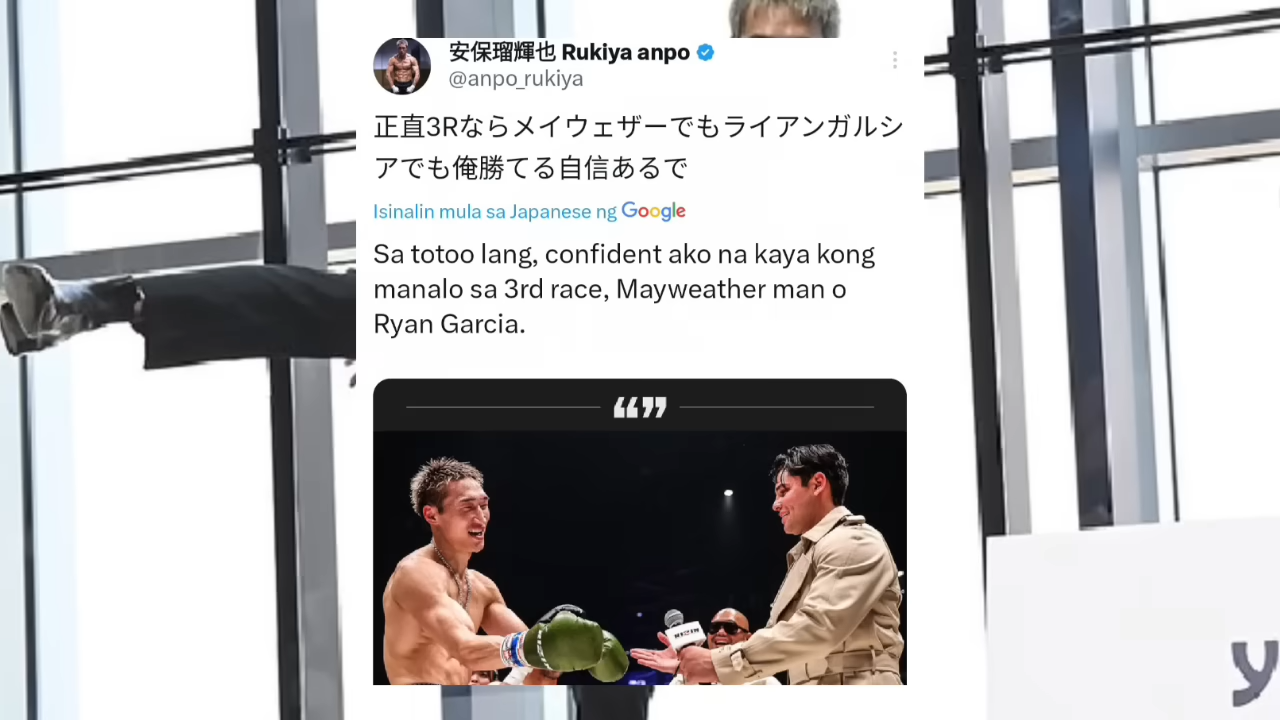 安保瑠輝也 Rukiya anpo
@anpo_rukiya
正直3Rならメイウェザーでもライアンガルシ
アでも俺勝てる自信あるで
Isinalin mula sa Japanese ng Google
Sa totoo lang, confident ako na kaya kong
manalo sa 3rd race, Mayweather man o
Ryan Garcia.
“”
RIZIN
y